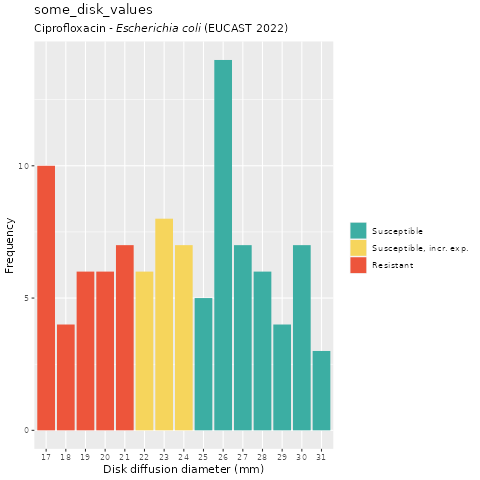 some_disk_values
Ciprofloxacin - Escherichia coli (EUCAST 2022)
Frequency
10
5
0
17 18 19 20 21 22 23 24 25 26 27 28 29 30 31
Disk diffusion diameter (mm)
Susceptible
Susceptible, incr. exp.
Resistant